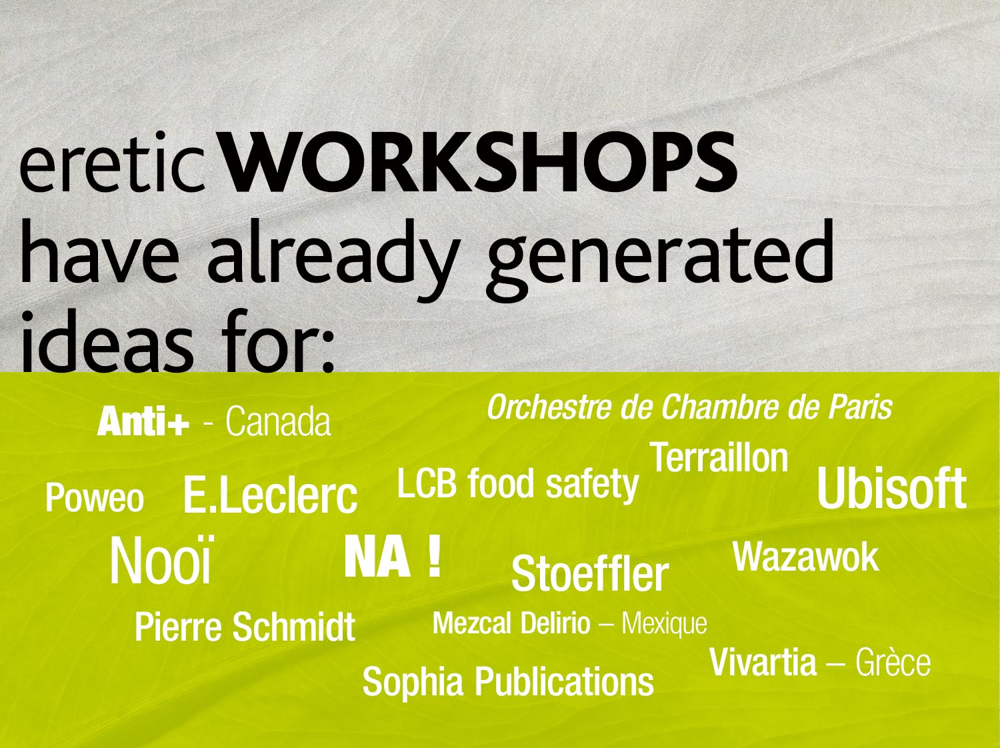 eretic WORKSHOPS
have already generated
ideas for:
Anti+ - Canada
Orchestre de Chambre de Paris
Terraillon
Poweo
E.Leclerc
LCB food safety
Ubisoft
Nooï
NA !
Stoeffler
Wazawok
Pierre Schmidt
Mezcal Delirio – Mexique
Vivartia – Grèce
Sophia Publications